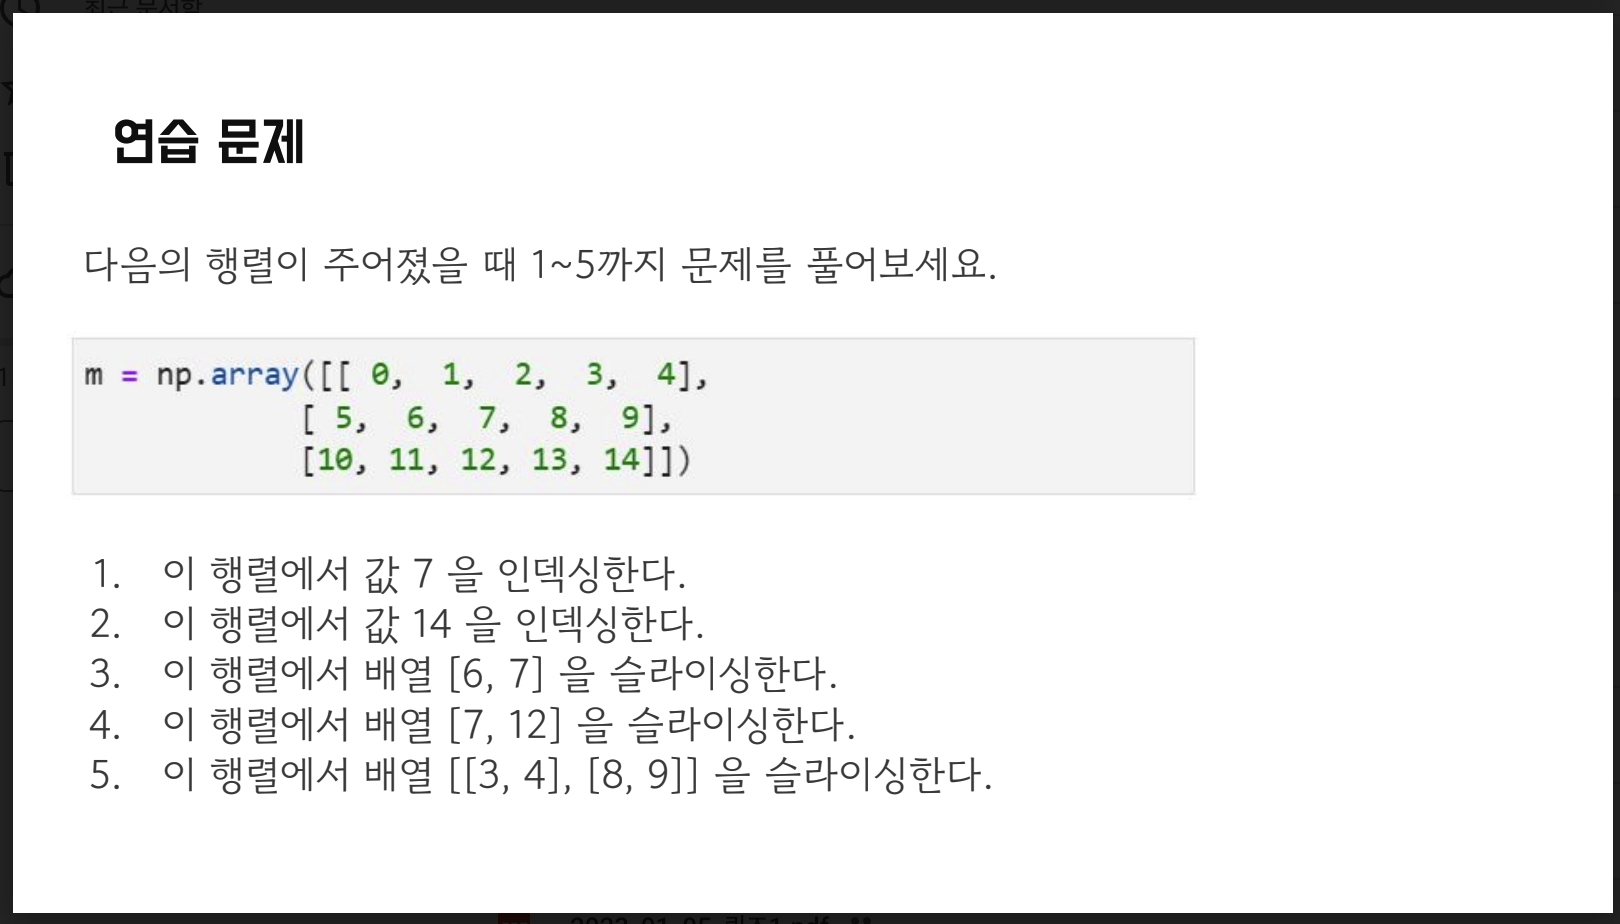 최근 문서함
연습 문제
다음의 행렬이 주어졌을 때 1~5까지 문제를 풀어보세요.
m = np.array([[ 0,  1,  2,  3,  4],
            [ 5,  6,  7,  8,  9],
            [10, 11, 12, 13, 14]])
1. 이 행렬에서 값 7 을 인덱싱한다.
2. 이 행렬에서 값 14 을 인덱싱한다.
3. 이 행렬에서 배열 [6, 7] 을 슬라이싱한다.
4. 이 행렬에서 배열 [7, 12] 을 슬라이싱한다.
5. 이 행렬에서 배열 [[3, 4], [8, 9]] 을 슬라이싱한다.